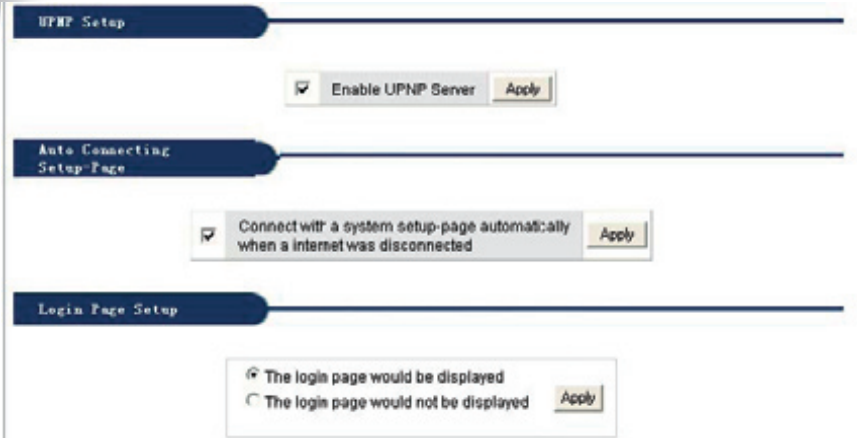 UPNP Setup
Enable UPNP Server Apply
Auto Connecting
Setup-Page
Connect with a system setup-page automatically
when a internet was disconnected
Apply
Login Page Setup
The login page would be displayed
The login page would not be displayed
Apply